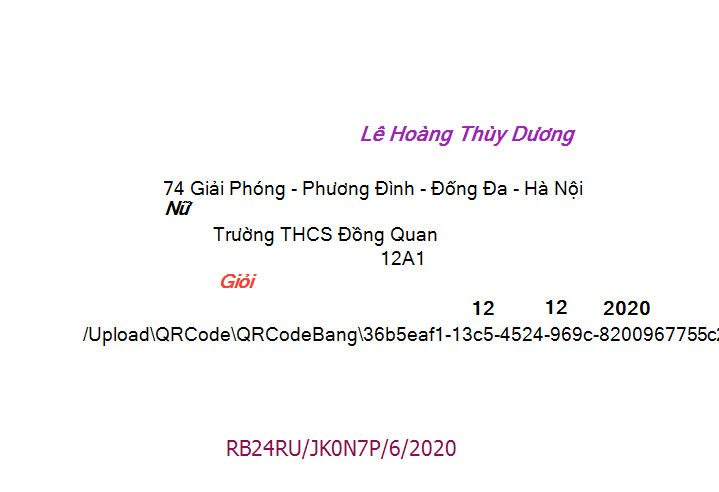 Lê Hoàng Thùy Dương
74 Giải Phóng - Phương Đình - Đống Đa - Hà Nội
Nữ
Trường THCS Đồng Quan
12A1
Giỏi
12 12 2020
/Upload\QRCode\QRCodeBang\36b5eaf1-13c5-4524-969c-8200967755c2
RB24RU/JK0N7P/6/2020